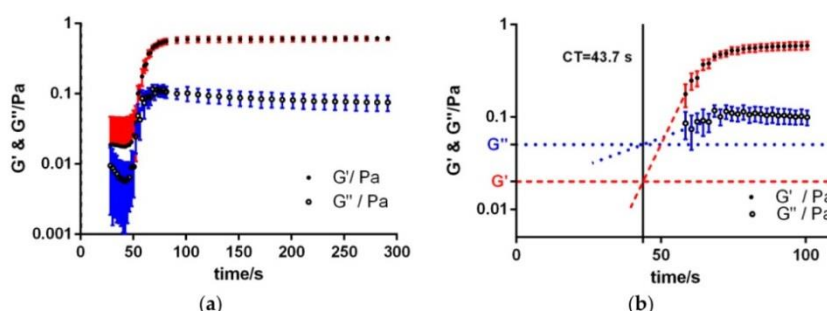 1
0.1
0.01
0.001
G' & G''/Pa
G'/ Pa
G'' / Pa
0 50 100 150 200 250 300
time/s
(a)
CT=43.7 s
1
0.1
0.01
G' & G''/Pa
G''
G'
G' / Pa
G'' / Pa
0 50 100
time/s
(b)